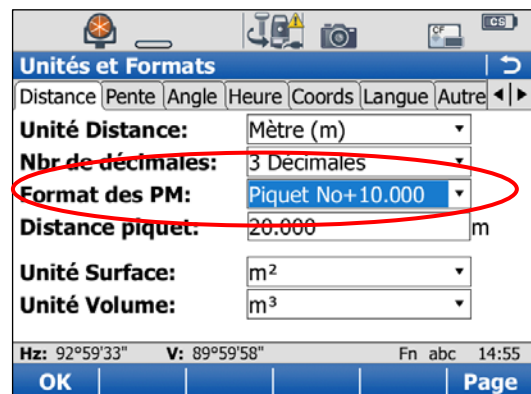 CF
CS
Unités et Formats
Distance Pente Angle Heure Coords Langue Autre
Unité Distance: Mètre (m)
Nbr de décimales: 3 Décimales
Format des PM: Piquet No+10.000
Distance piquet: 20.000 m
Unité Surface: m²
Unité Volume: m³
Hz: 92°59'33" V: 89°59'58" Fn abc 14:55
OK Page